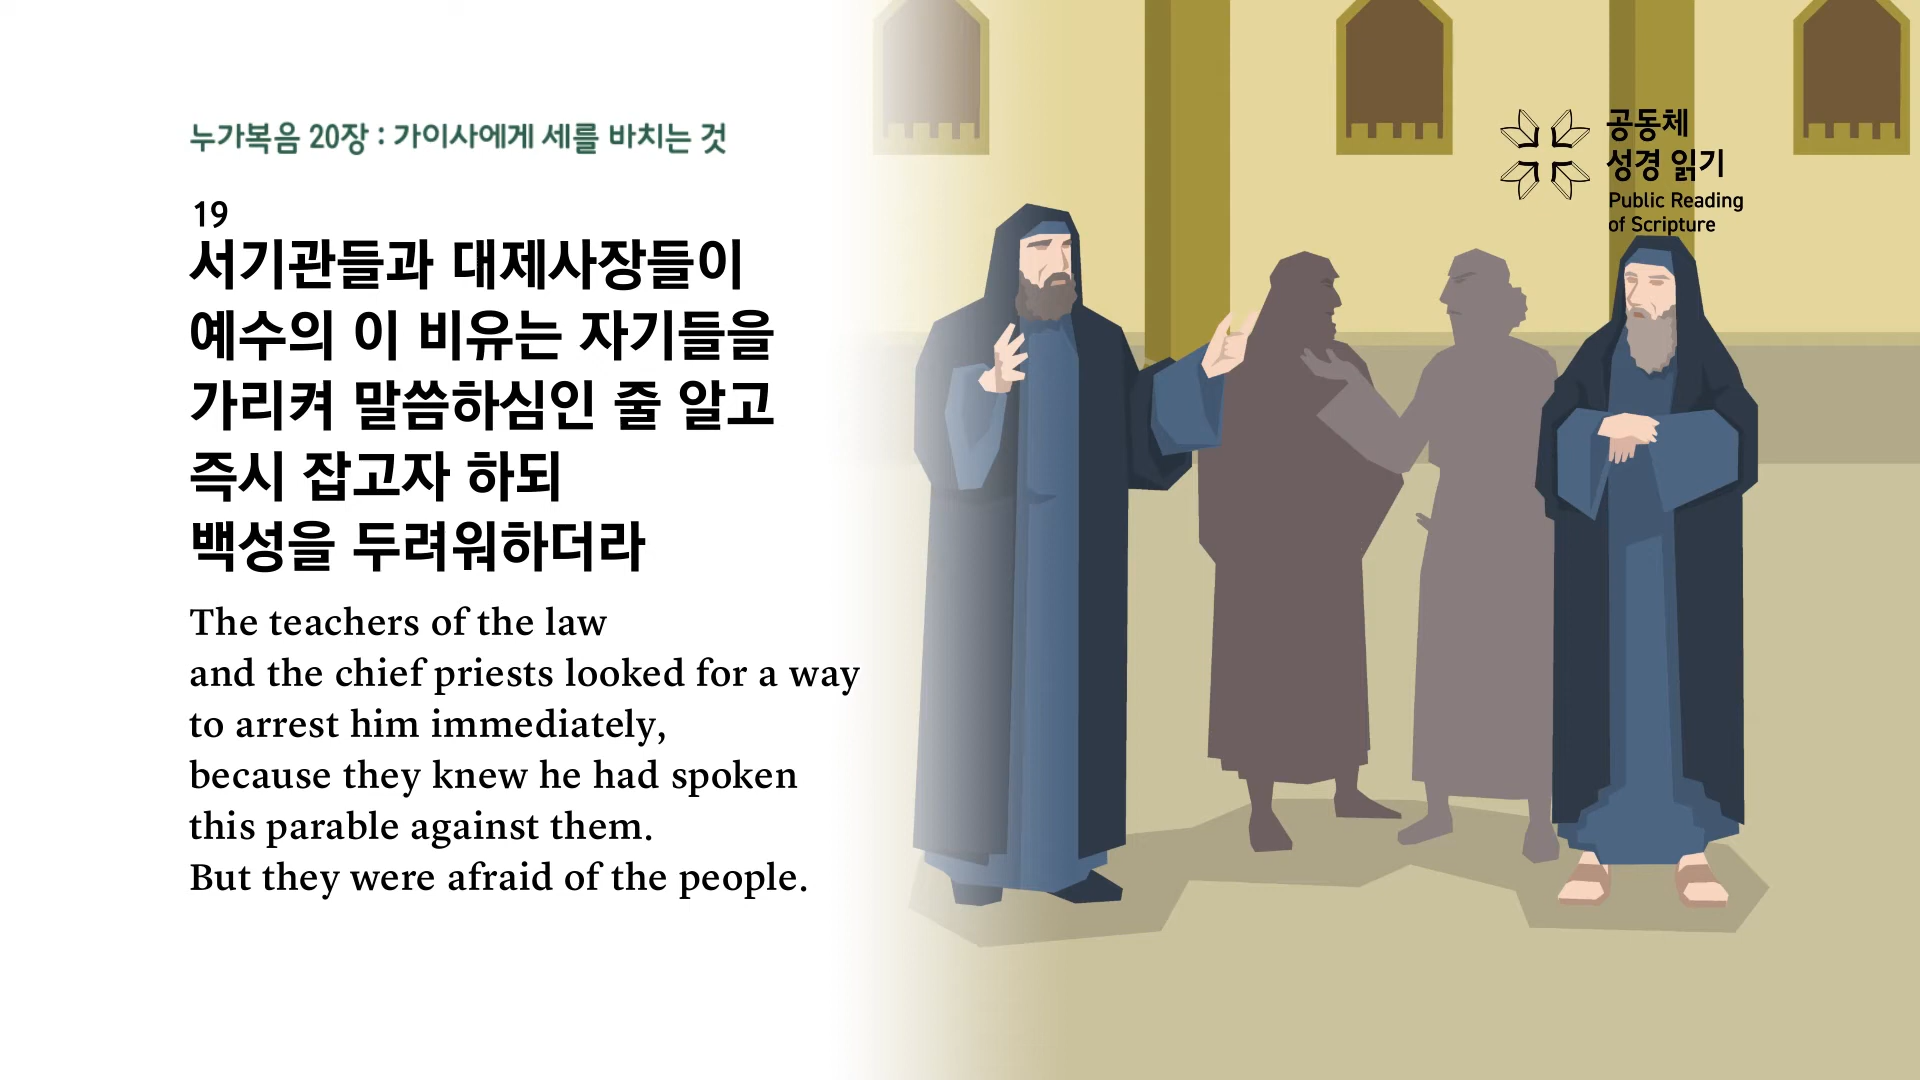 누가복음 20장 : 가이사에게 세를 바치는 것
19
서기관들과 대제사장들이
예수의 이 비유는 자기들을
가리켜 말씀하심인 줄 알고
즉시 잡고자 하되
백성을 두려워하더라
The teachers of the law
and the chief priests looked for a way
to arrest him immediately,
because they knew he had spoken
this parable against them.
But they were afraid of the people.
공동체
성경 읽기
Public Reading
of Scripture